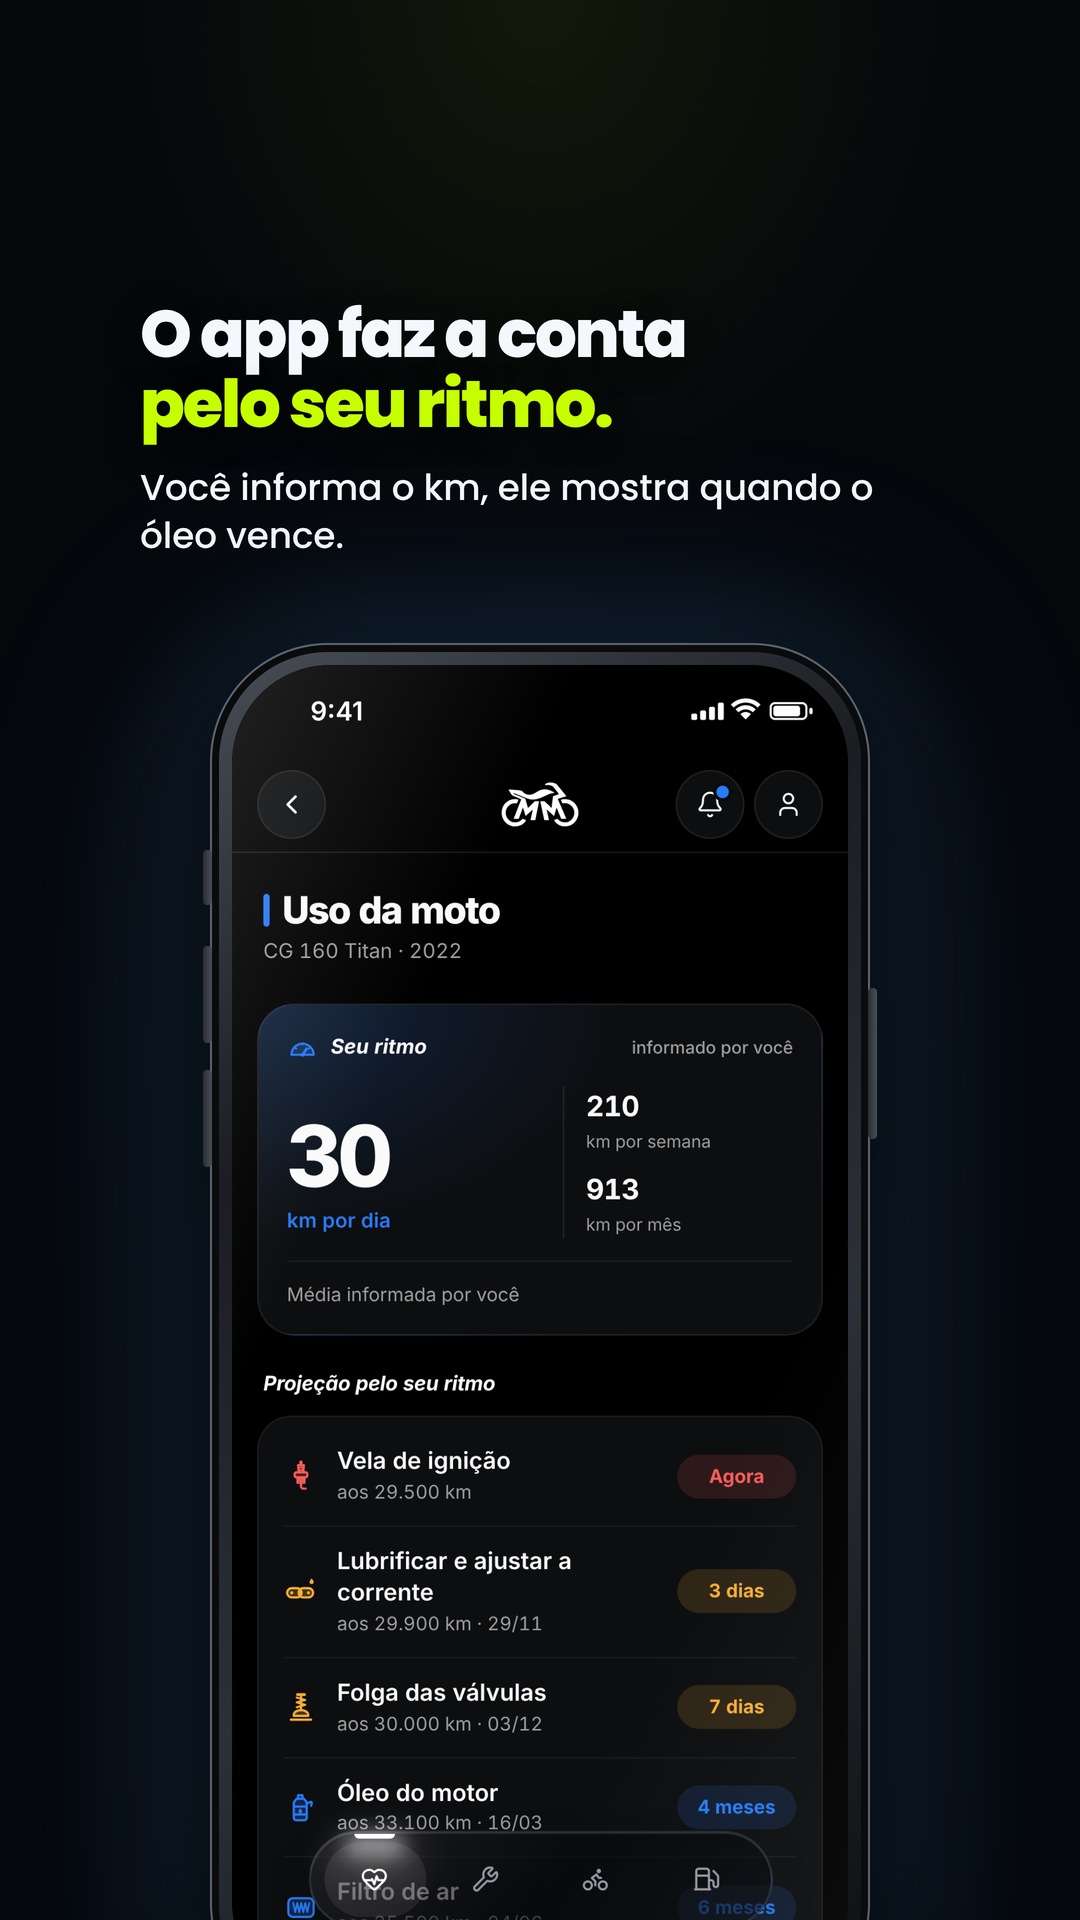 O app faz a conta
pelo seu ritmo.
Você informa o km, ele mostra quando o
óleo vence.
9:41
MM
Uso da moto
CG 160 Titan · 2022
Seu ritmo
informado por você
30
km por dia
210
km por semana
913
km por mês
Média informada por você
Projeção pelo seu ritmo
Vela de ignição
aos 29.500 km
Agora
Lubrificar e ajustar a
corrente
aos 29.900 km · 29/11
3 dias
Folga das válvulas
aos 30.000 km · 03/12
7 dias
Óleo do motor
aos 33.100 km · 16/03
4 meses
Filtro de ar
6 meses